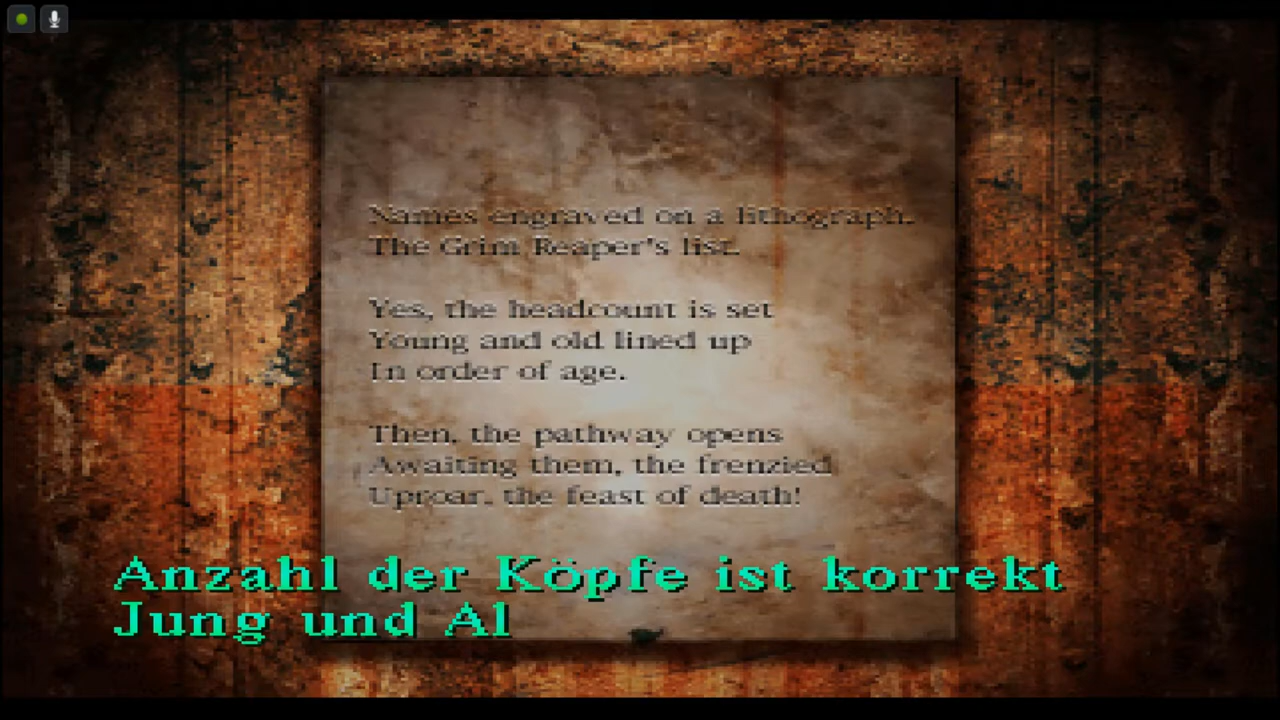 Names engraved on a lithograph.
The Grim Reaper's list.
Yes, the headcount is set
Young and old lined up
In order of age.
Then, the pathway opens
Awaiting them, the frenzied
Uproar, the feast of death!
Anzahl der Köpfe ist korrekt
Jung und Al